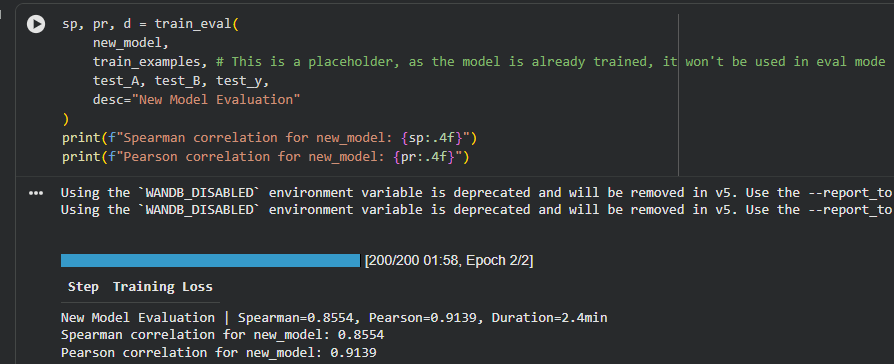 sp, pr, d = train_eval(
    new_model,
    train_examples, # This is a placeholder, as the model is already trained, it won't be used in eval mode
    test_A, test_B, test_y,
    desc="New Model Evaluation"
)
print(f"Spearman correlation for new_model: {sp:.4f}")
print(f"Pearson correlation for new_model: {pr:.4f}")
Using the `WANDB_DISABLED` environment variable is deprecated and will be removed in v5. Use the --report_to
Using the `WANDB_DISABLED` environment variable is deprecated and will be removed in v5. Use the --report_to
[200/200 01:58, Epoch 2/2]
Step Training Loss
New Model Evaluation | Spearman=0.8554, Pearson=0.9139, Duration=2.4min
Spearman correlation for new_model: 0.8554
Pearson correlation for new_model: 0.9139